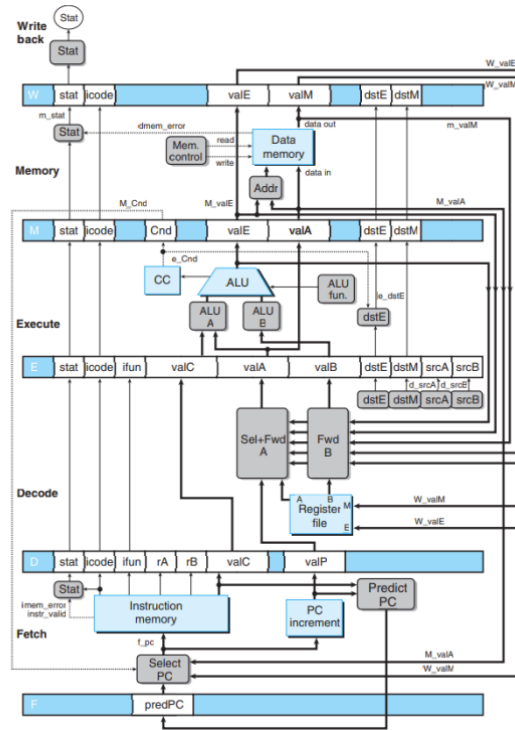 Stat
Write
back
Stat
W_valE
W_valM
W stat icode valE valM dstE dstM
m_stat
Stat
dmem_error
data out
m_valM
Mem.
control
read
write
Data
memory
data in
Memory
Addr
M_Cnd
M_valE
M_valA
M stat icode Cnd valE valA dstE dstM
e_Cnd
CC
ALU
ALU
fun.
e_dstE
ALU
A
ALU
B
dstE
Execute
E stat icode ifun valC valA valB dstE dstM srcA srcB
dstE dstM srcA srcB
d_srcA d_srcB
Sel+Fwd
A
Fwd
B
Decode
A B
Register
file
M
E
W_valM
W_valE
D stat icode ifun rA rB valC valP
Stat
imem_error
instr_valid
Instruction
memory
PC
increment
Predict
PC
Fetch
f_pc
Select
PC
M_valA
W_valM
F predPC